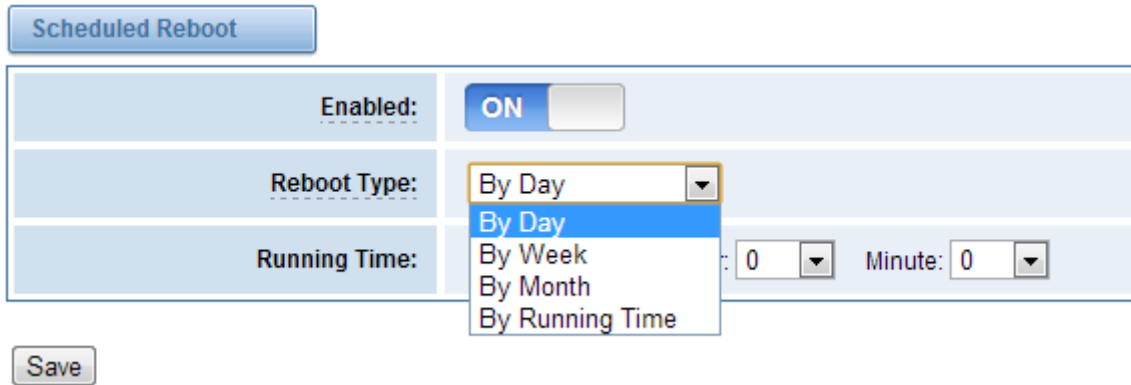 Scheduled Reboot
Enabled: ON
Reboot Type: By Day
By Day
By Week
By Month
By Running Time
Running Time: : 0 Minute: 0
Save